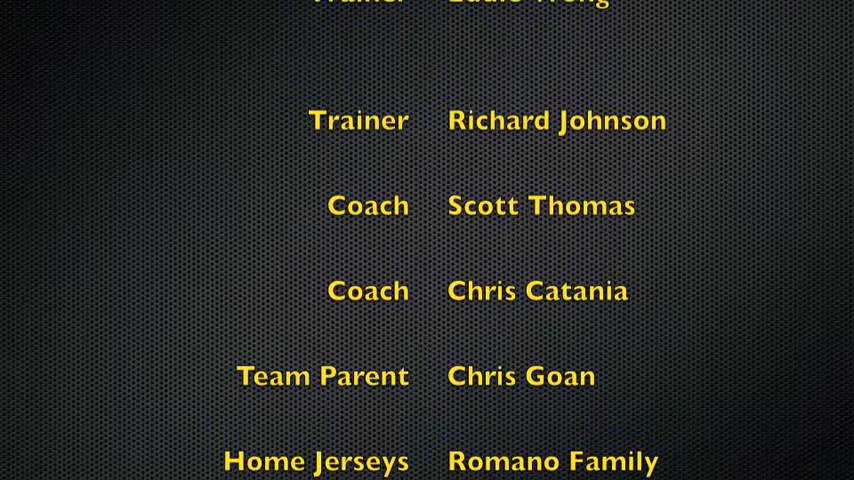 Trainer Richard Johnson
Coach Scott Thomas
Coach Chris Catania
Team Parent Chris Goan
Home Jerseys Romano Family